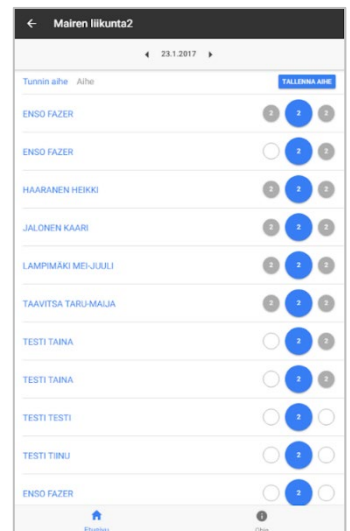 Mairen liikunta2
23.1.2017
Tunnin aihe Aihe TALLENNA AIHE
ENSO FAZER 2 2 2
ENSO FAZER 2 2
HAARANEN HEIKKI 2 2 2
JALONEN KAARI 2 2 2
LAMPIMÄKI MEI-JUULI 2 2 2
TAAVITSA TARU-MAIJA 2 2 2
TESTI TAINA 2 2
TESTI TAINA 2 2
TESTI TESTI 2
TESTI TIINU 2
ENSO FAZER 2